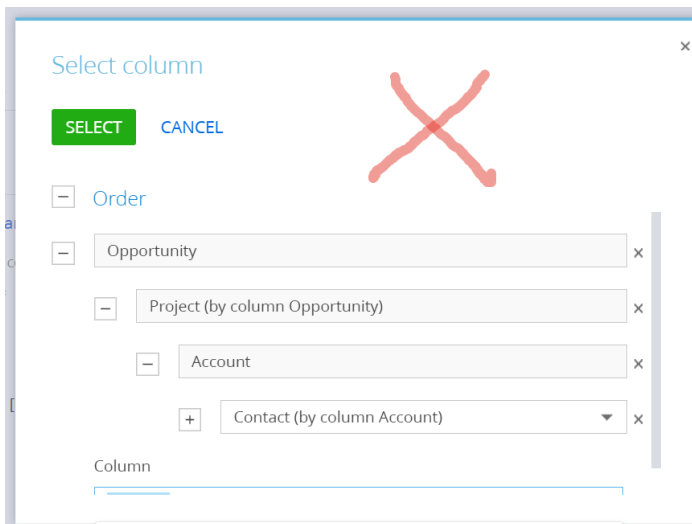 Select column
SELECT CANCEL
Order
Opportunity
Project (by column Opportunity)
Account
Contact (by column Account)
Column